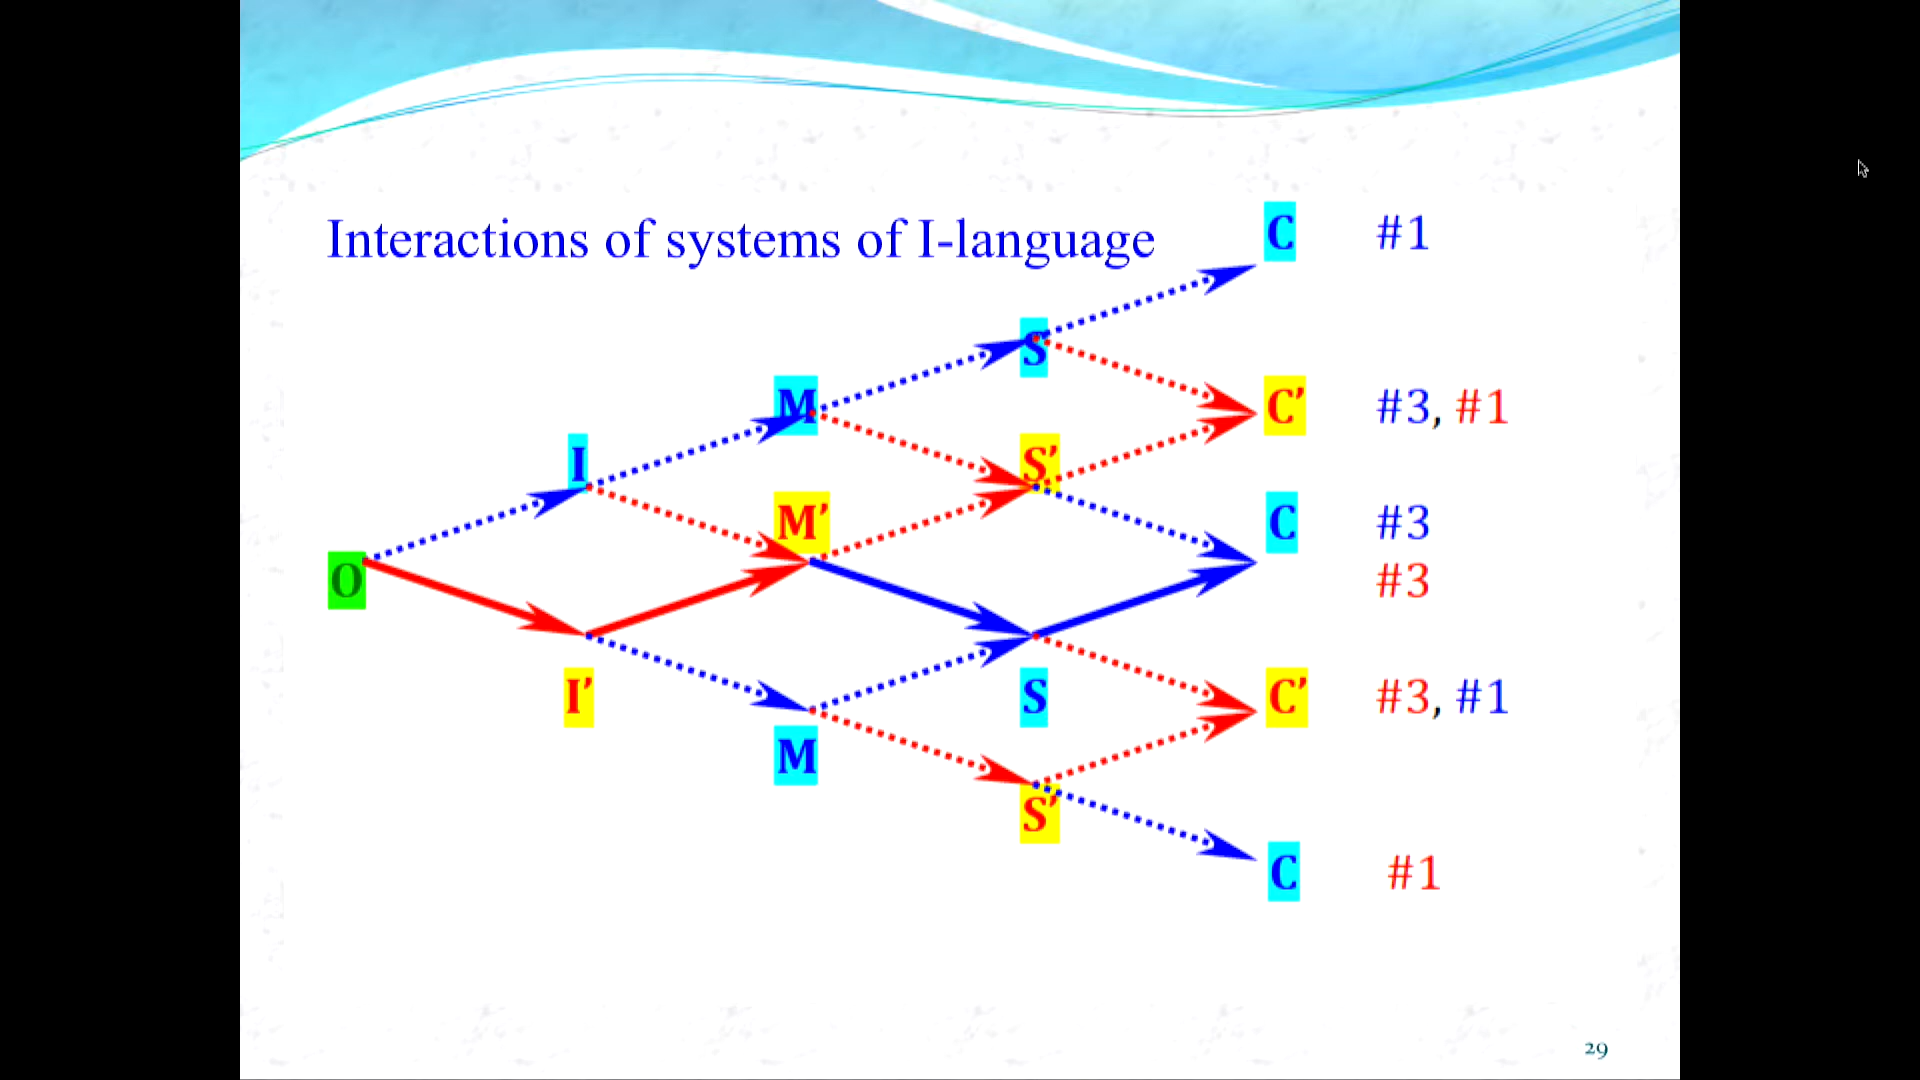 Interactions of systems of I-language
C #1
S
M
C’ #3, #1
I
S’
M’
C #3
O
#3
I’
S
C’ #3, #1
M
S’
C #1
29